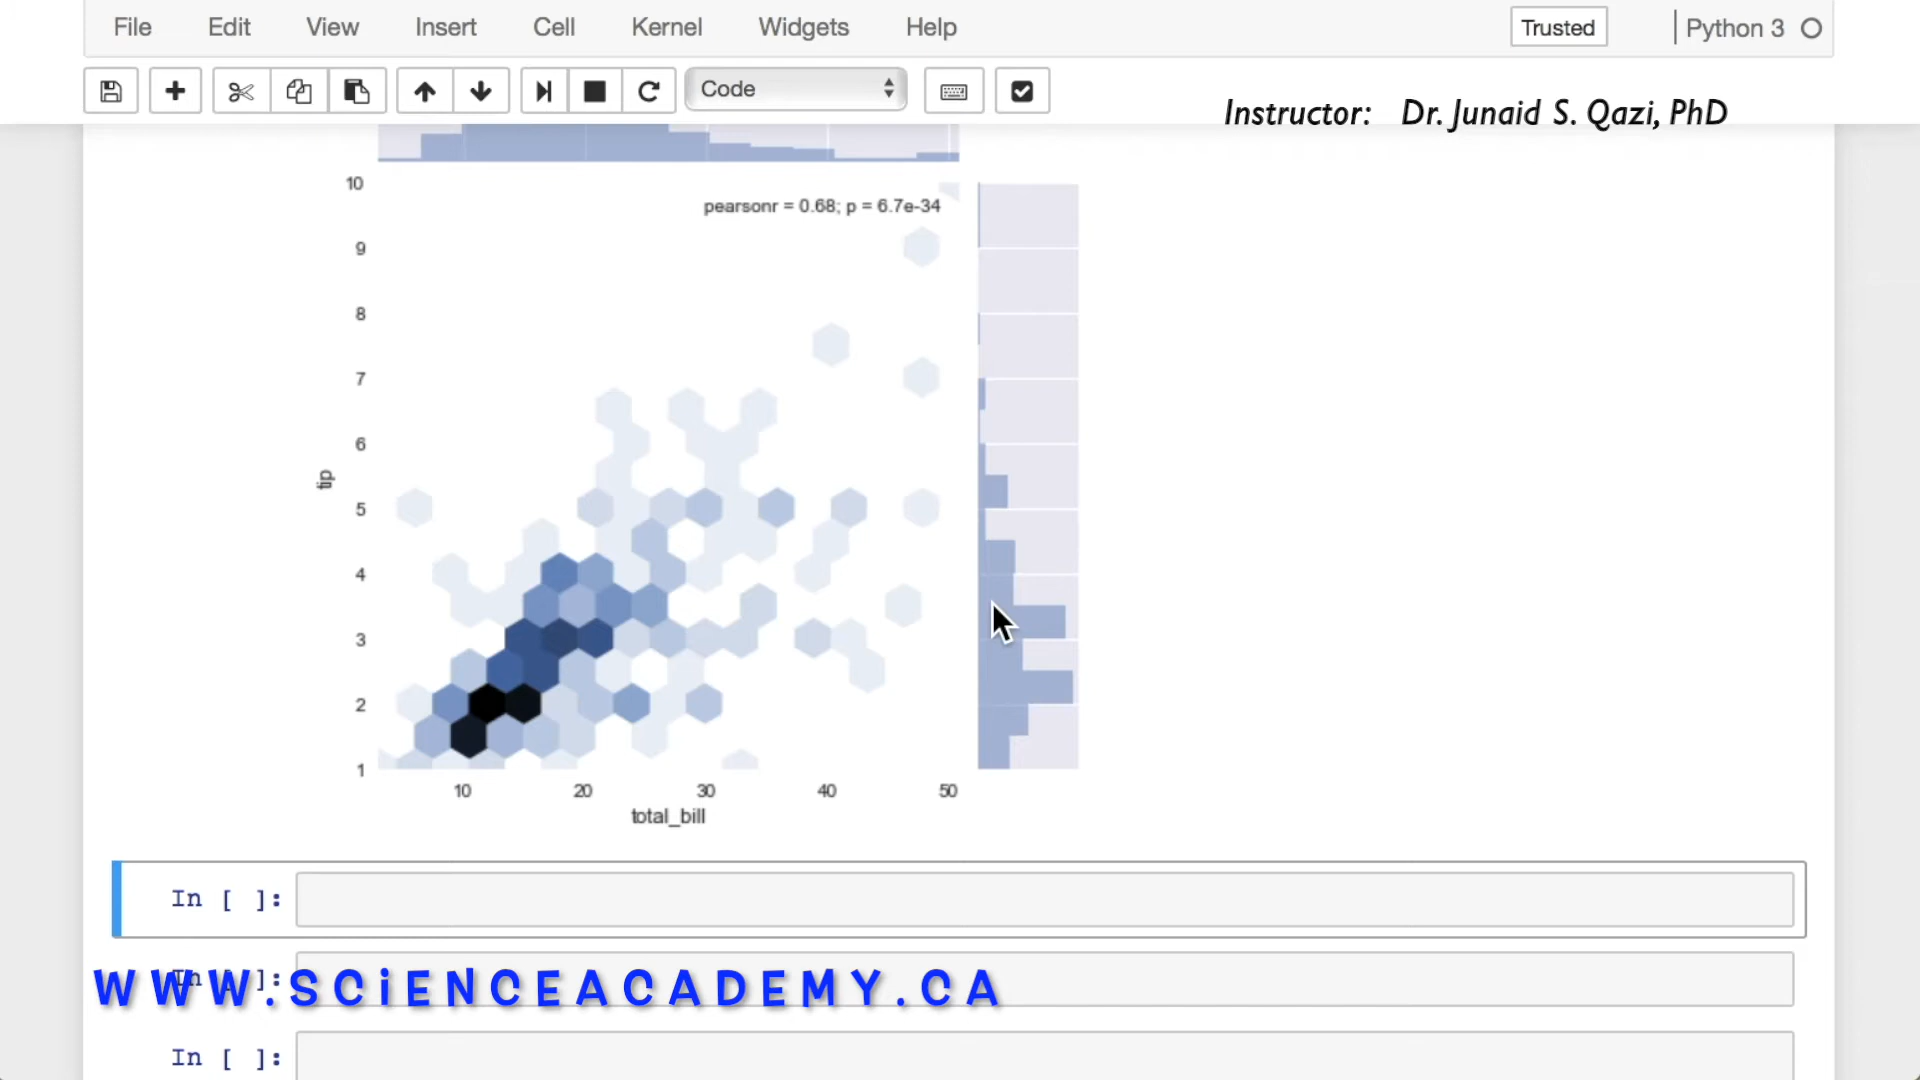 File Edit View Insert Cell Kernel Widgets Help Trusted Python 3
Code
Instructor: Dr. Junaid S. Qazi, PhD
pearsonr = 0.68; p = 6.7e-34
10
9
8
7
6
5
4
3
2
1
tip
10 20 30 40 50
total_bill
In [ ]:
In [ ]:
WWW.SCiENCEACADEMY.CA
In [ ]: